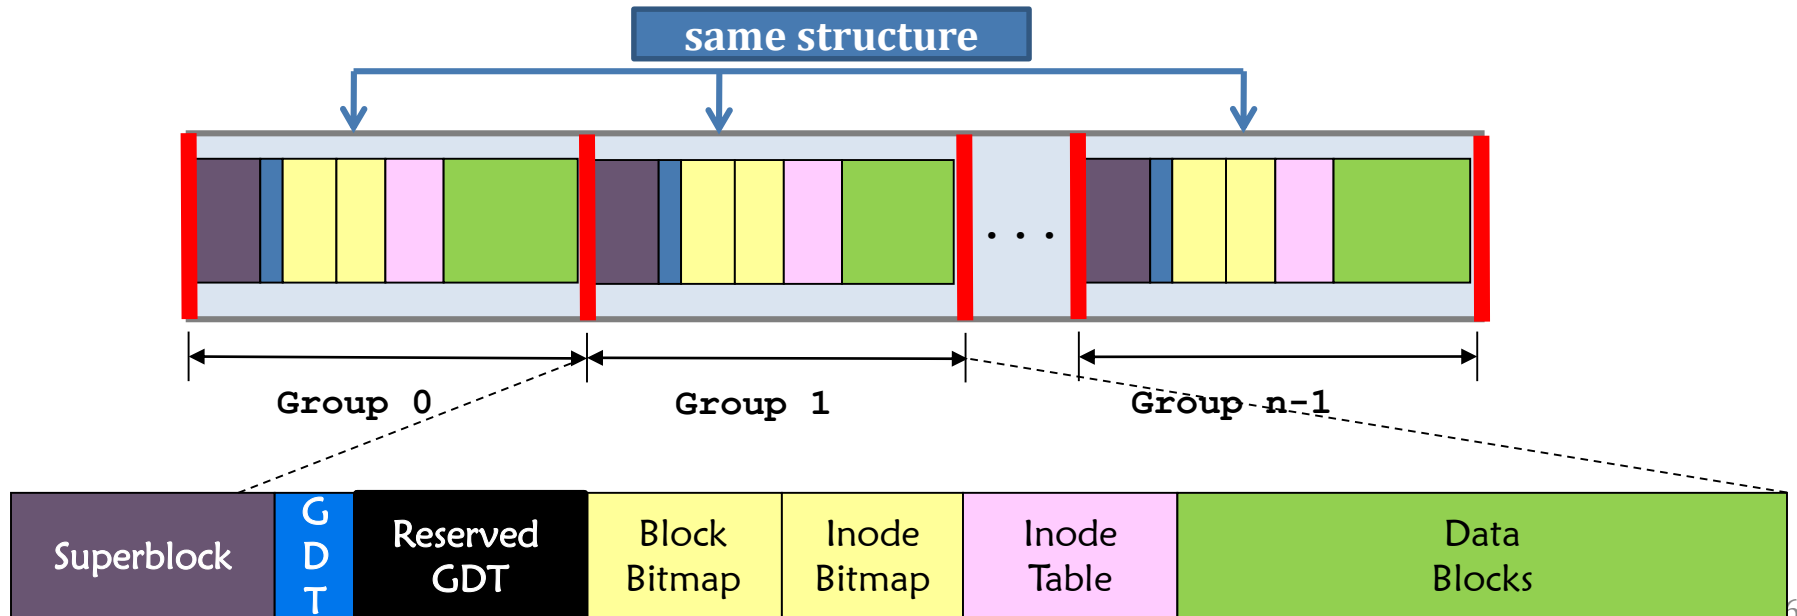 same structure
. . .
Group 0
Group 1
Group n-1
Superblock
G
D
T
Reserved
GDT
Block
Bitmap
Inode
Bitmap
Inode
Table
Data
Blocks
6